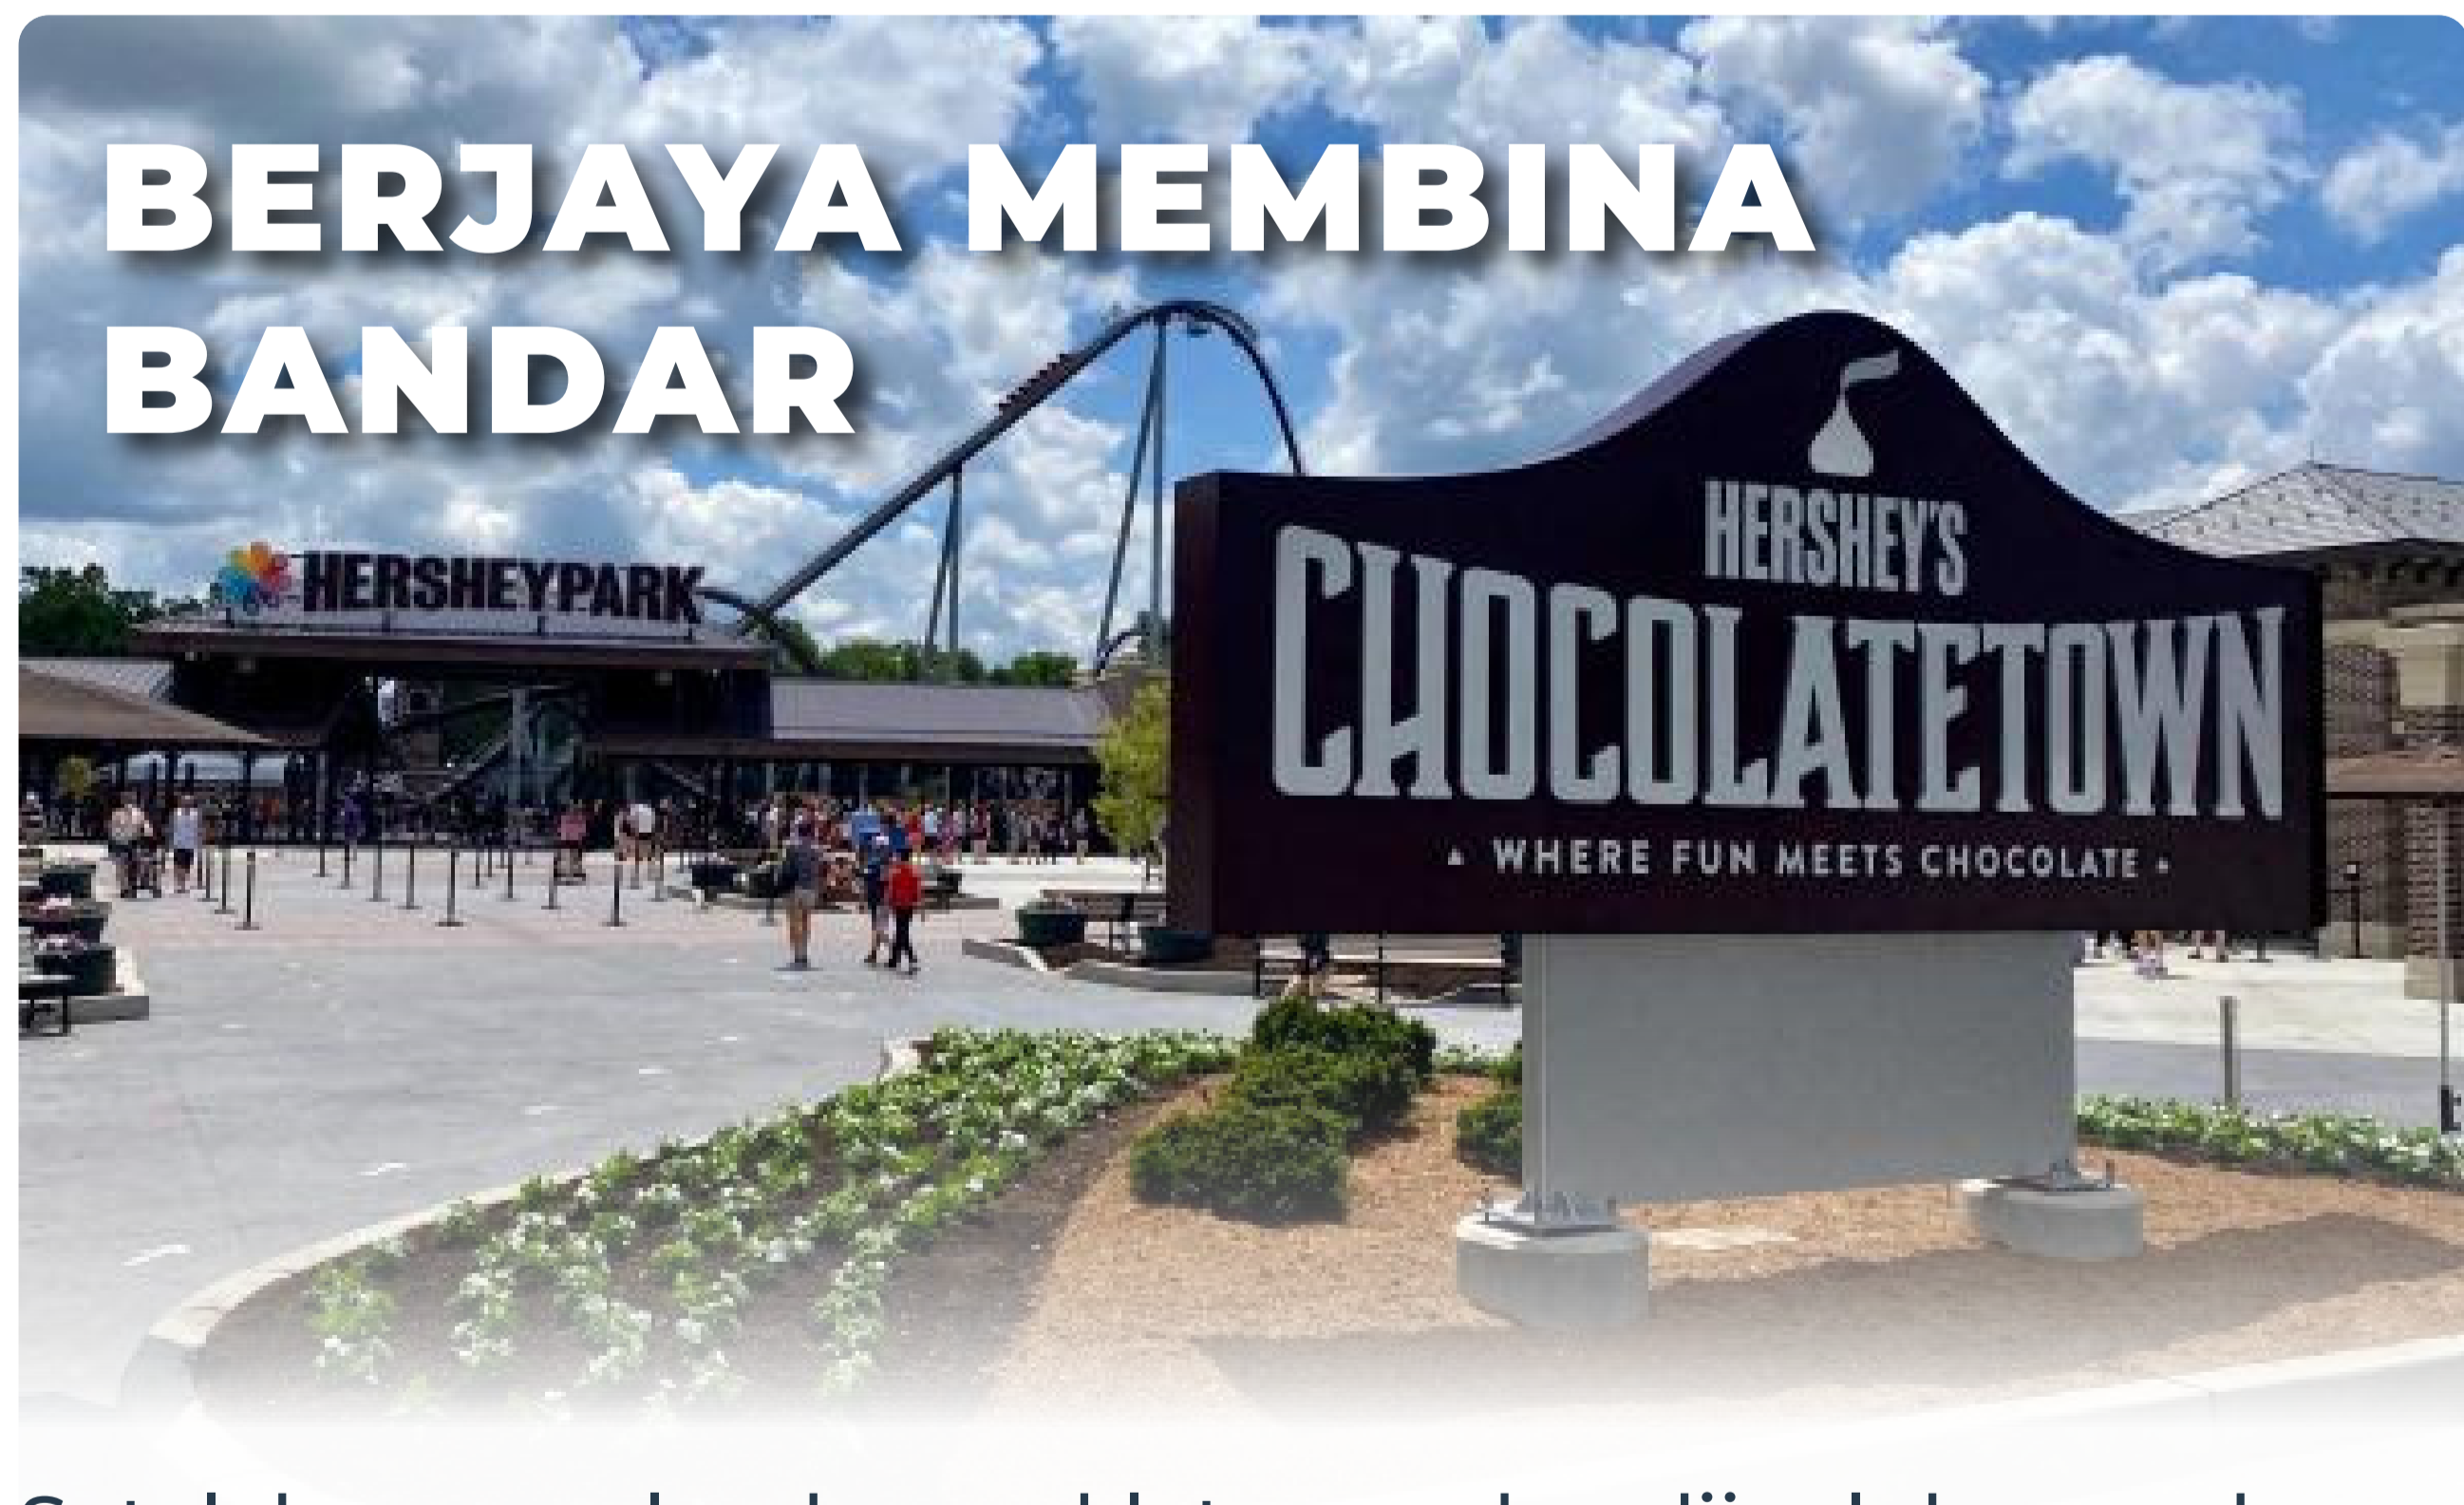 BERJAYA MEMBINA
BANDAR
HERSHEYPARK
HERSHEY'S
CHOCOLATETOWN
WHERE FUN MEETS CHOCOLATE